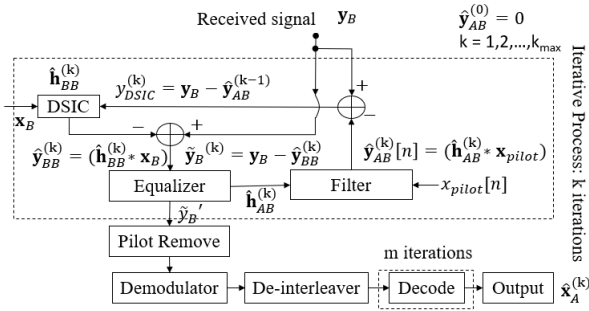 Received signal y_B
ŷ_AB^(0) = 0
k = 1,2,...,k_max
ĥ_BB^(k)
y_DSIC^(k) = y_B − ŷ_AB^(k−1)
+
−
DSIC
x_B
−
+
ŷ_BB^(k) = (ĥ_BB^(k) * x_B)
ỹ_B^(k) = y_B − ŷ_BB^(k)
ŷ_AB^(k)[n] = (ĥ_AB^(k) * x_pilot)
Equalizer
ĥ_AB^(k)
Filter
x_pilot[n]
Iterative Process: k iterations
ỹ_B′
Pilot Remove
m iterations
Demodulator
De-interleaver
Decode
Output
x̂_A^(k)